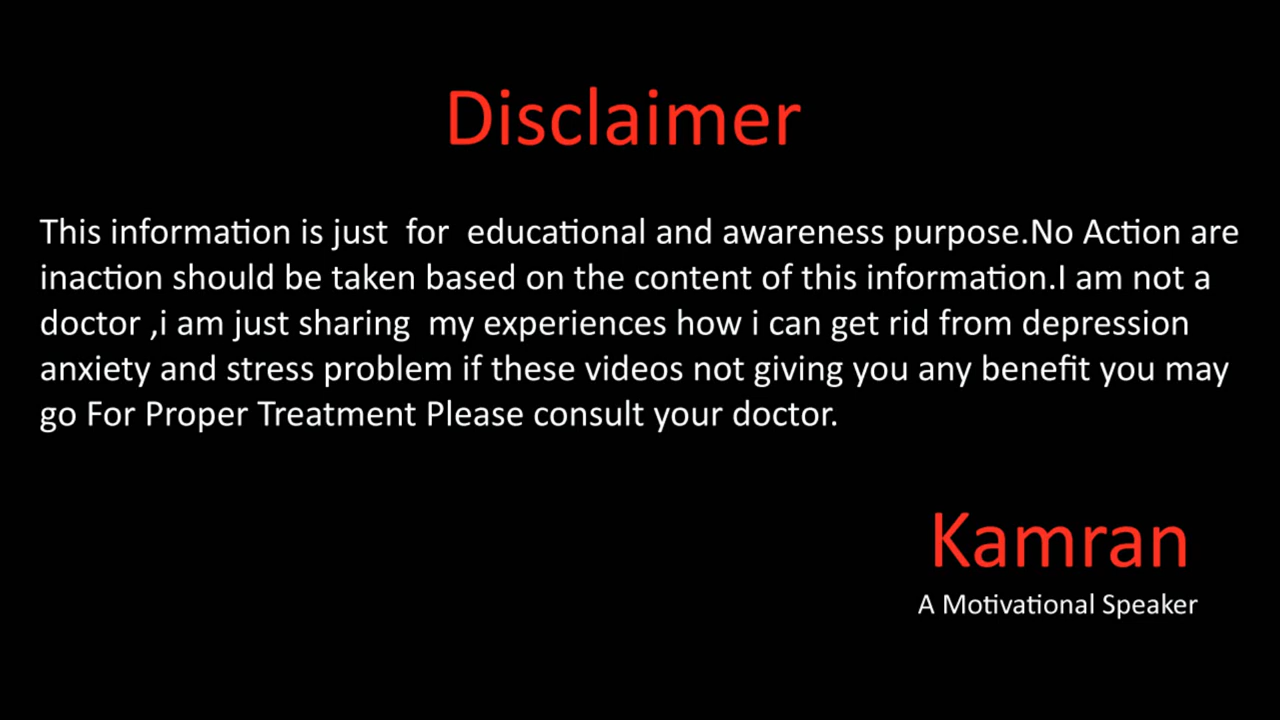 Disclaimer
This information is just  for  educational and awareness purpose.No Action are
inaction should be taken based on the content of this information.I am not a
doctor ,i am just sharing  my experiences how i can get rid from depression
anxiety and stress problem if these videos not giving you any benefit you may
go For Proper Treatment Please consult your doctor.
Kamran
A Motivational Speaker